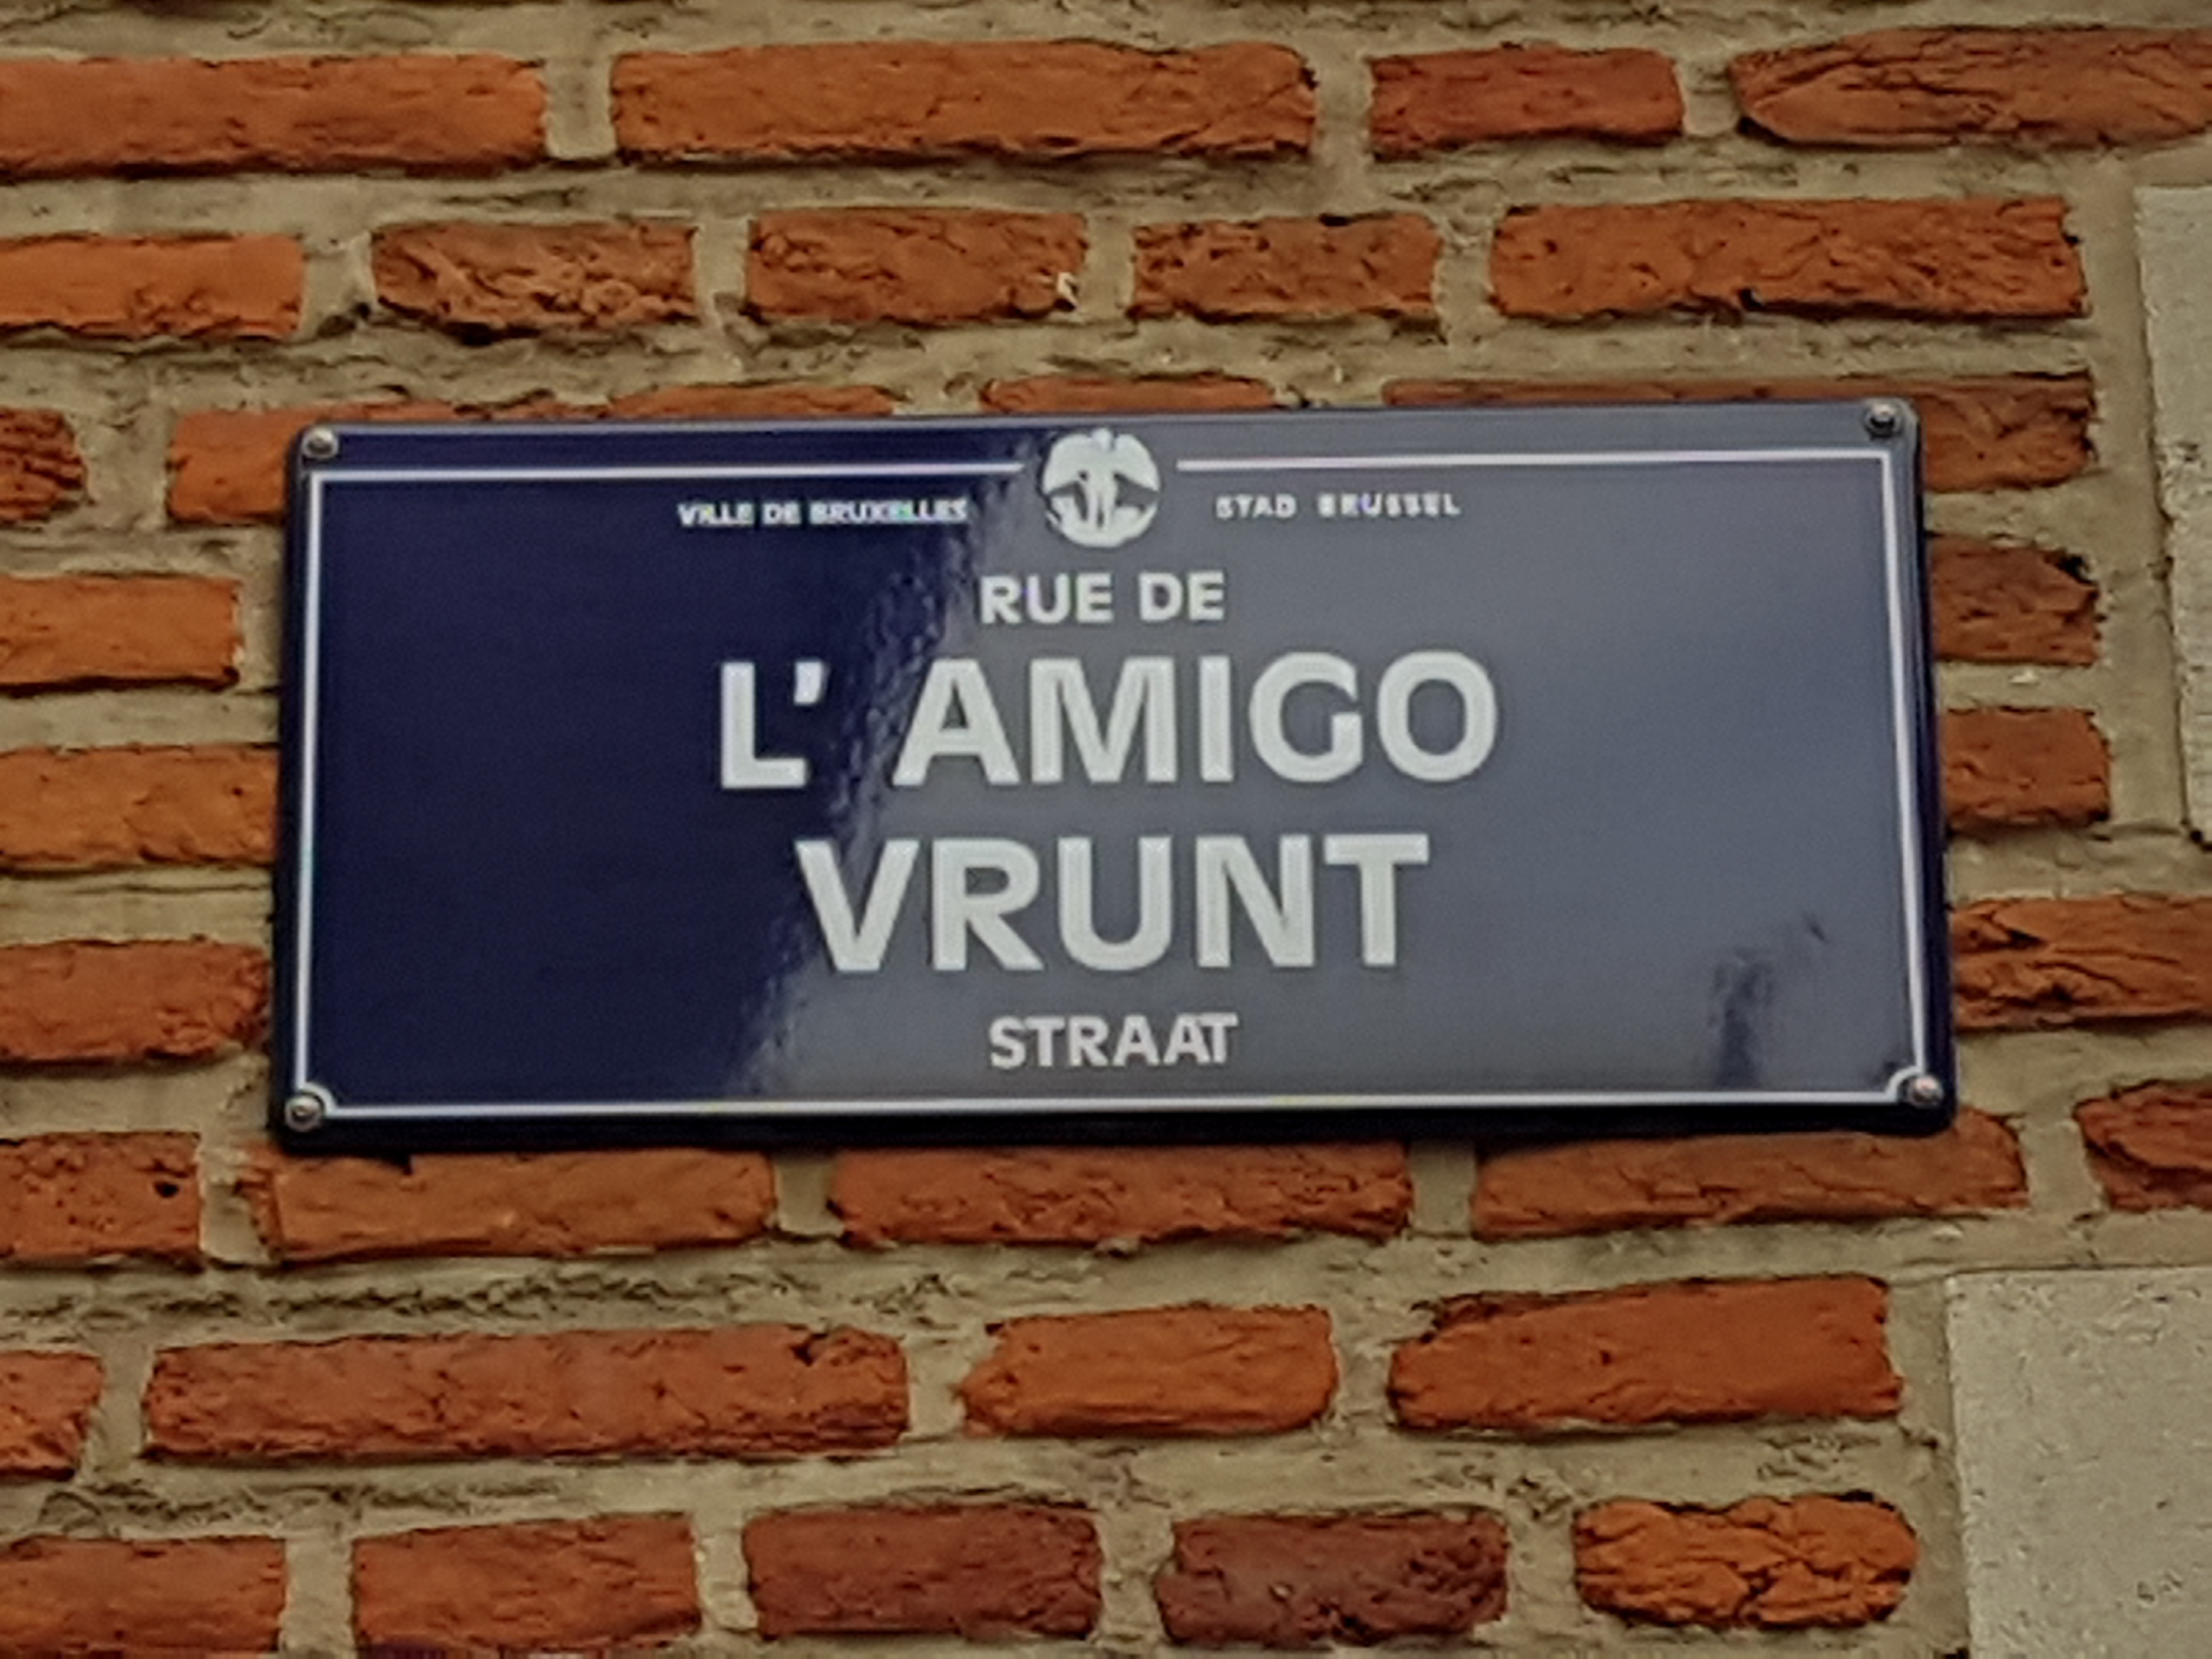 VILLE DE BRUXELLES STAD BRUSSEL
RUE DE
L' AMIGO
VRUNT
STRAAT